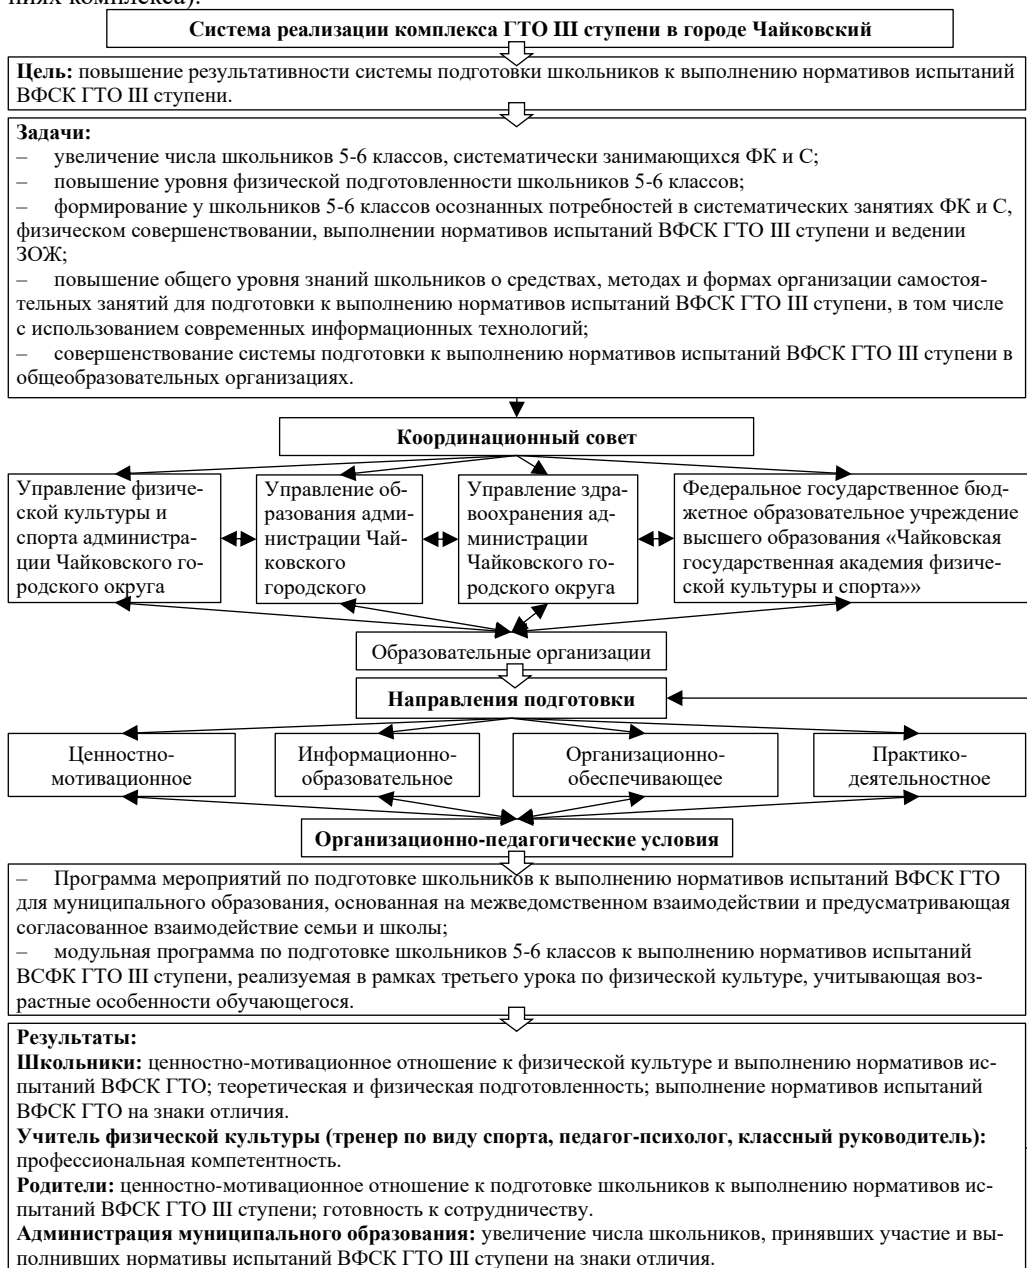 ниях комплекса).
Система реализации комплекса ГТО III ступени в городе Чайковский
Цель: повышение результативности системы подготовки школьников к выполнению нормативов испытаний
ВФСК ГТО III ступени.
Задачи:
– увеличение числа школьников 5-6 классов, систематически занимающихся ФК и С;
– повышение уровня физической подготовленности школьников 5-6 классов;
– формирование у школьников 5-6 классов осознанных потребностей в систематических занятиях ФК и С,
физическом совершенствовании, выполнении нормативов испытаний ВФСК ГТО III ступени и ведении
ЗОЖ;
– повышение общего уровня знаний школьников о средствах, методах и формах организации самостоя-
тельных занятий для подготовки к выполнению нормативов испытаний ВФСК ГТО III ступени, в том числе
с использованием современных информационных технологий;
– совершенствование системы подготовки к выполнению нормативов испытаний ВФСК ГТО III ступени в
общеобразовательных организациях.
Координационный совет
Управление физиче-
ской культуры и
спорта администра-
ции Чайковского го-
родского округа
Управление об-
разования адми-
нистрации Чай-
ковского
городского
Управление здра-
воохранения ад-
министрации
Чайковского го-
родского округа
Федеральное государственное бюд-
жетное образовательное учреждение
высшего образования «Чайковская
государственная академия физиче-
ской культуры и спорта»»
Образовательные организации
Направления подготовки
Ценностно-
мотивационное
Информационно-
образовательное
Организационно-
обеспечивающее
Практико-
деятельностное
Организационно-педагогические условия
– Программа мероприятий по подготовке школьников к выполнению нормативов испытаний ВФСК ГТО
для муниципального образования, основанная на межведомственном взаимодействии и предусматривающая
согласованное взаимодействие семьи и школы;
– модульная программа по подготовке школьников 5-6 классов к выполнению нормативов испытаний
ВСФК ГТО III ступени, реализуемая в рамках третьего урока по физической культуре, учитывающая воз-
растные особенности обучающегося.
Результаты:
Школьники: ценностно-мотивационное отношение к физической культуре и выполнению нормативов ис-
пытаний ВФСК ГТО; теоретическая и физическая подготовленность; выполнение нормативов испытаний
ВФСК ГТО на знаки отличия.
Учитель физической культуры (тренер по виду спорта, педагог-психолог, классный руководитель):
профессиональная компетентность.
Родители: ценностно-мотивационное отношение к подготовке школьников к выполнению нормативов ис-
пытаний ВФСК ГТО III ступени; готовность к сотрудничеству.
Администрация муниципального образования: увеличение числа школьников, принявших участие и вы-
полнивших нормативы испытаний ВФСК ГТО III ступени на знаки отличия.